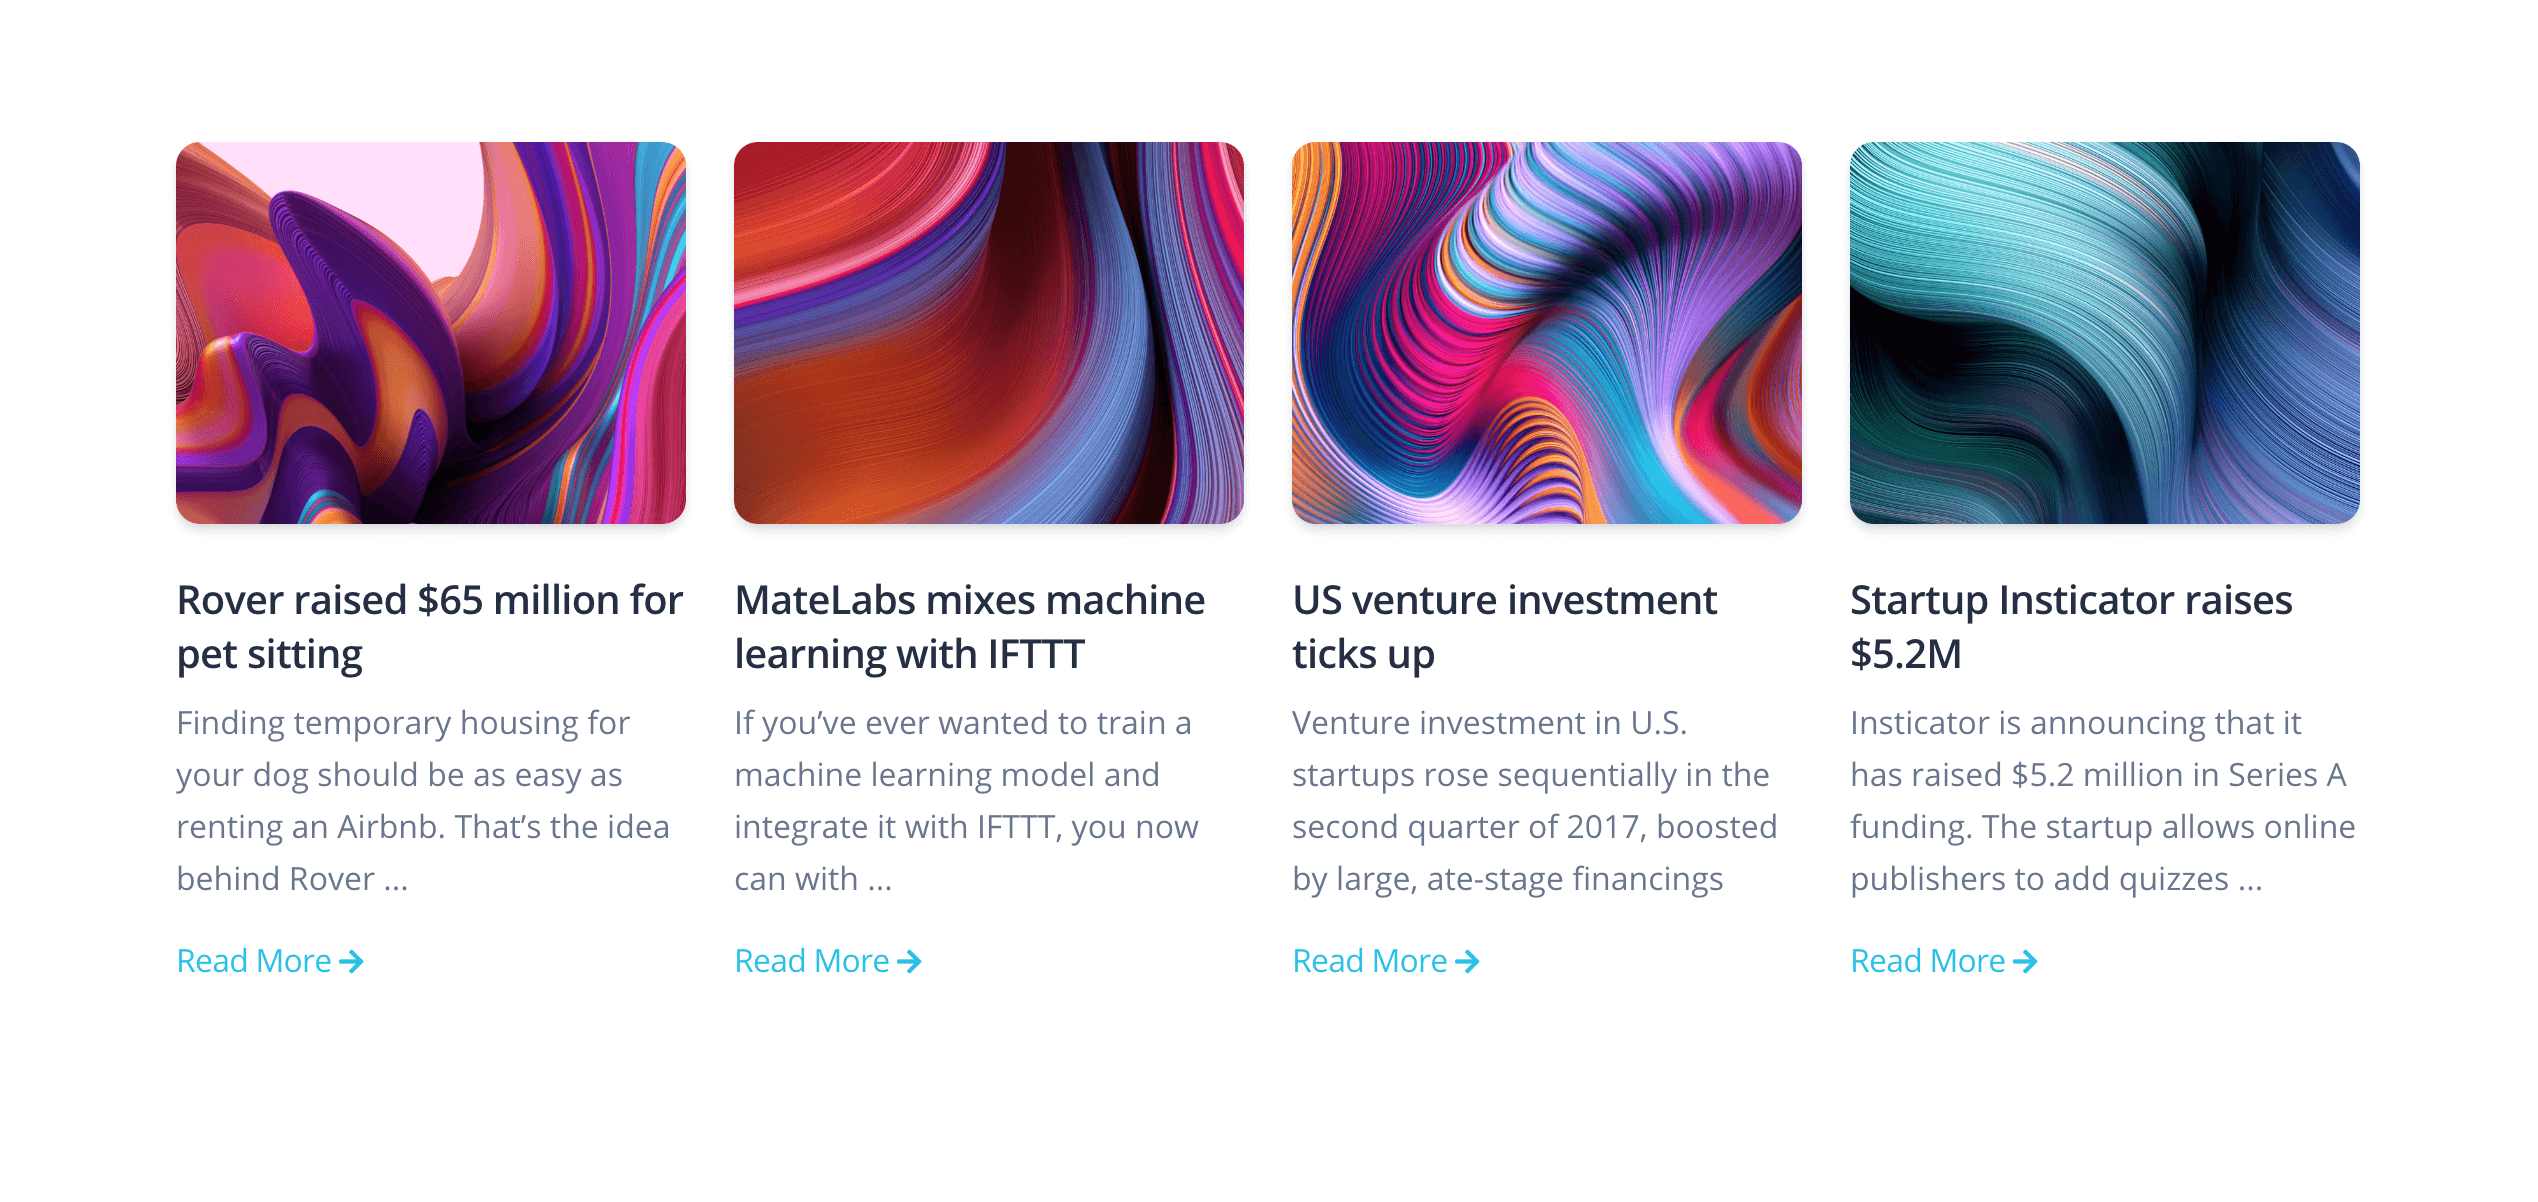 Rover raised $65 million for
pet sitting
Finding temporary housing for
your dog should be as easy as
renting an Airbnb. That’s the idea
behind Rover ...
Read More
MateLabs mixes machine
learning with IFTTT
If you’ve ever wanted to train a
machine learning model and
integrate it with IFTTT, you now
can with ...
Read More
US venture investment
ticks up
Venture investment in U.S.
startups rose sequentially in the
second quarter of 2017, boosted
by large, ate-stage financings
Read More
Startup Insticator raises
$5.2M
Insticator is announcing that it
has raised $5.2 million in Series A
funding. The startup allows online
publishers to add quizzes ...
Read More